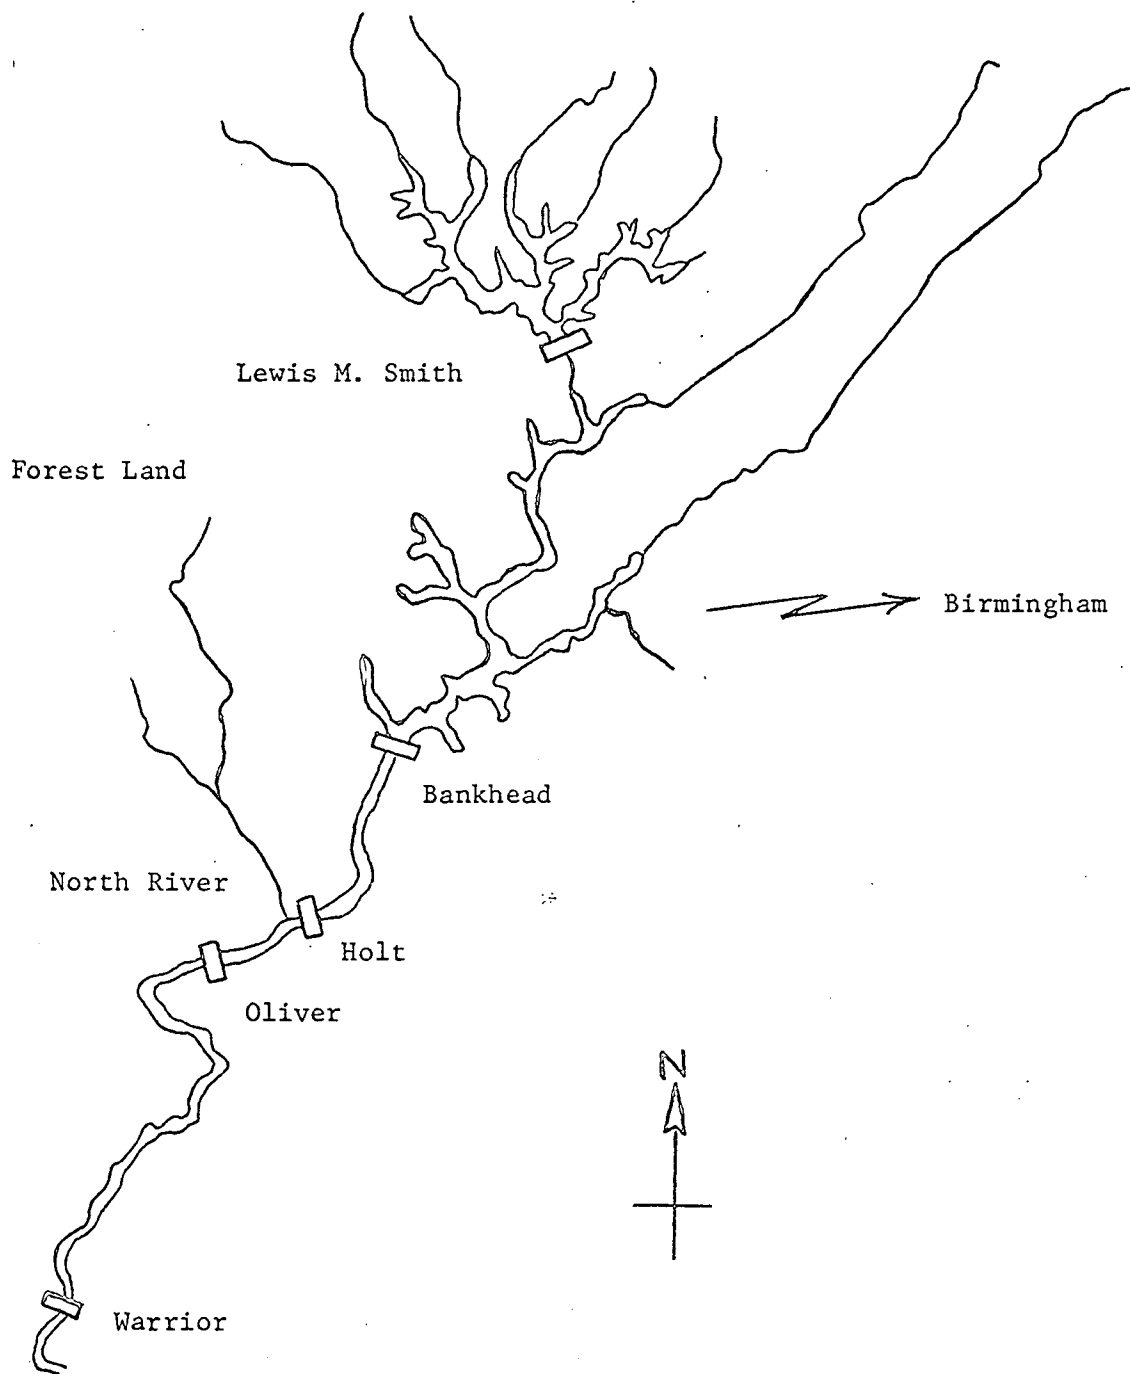 Lewis M. Smith
Forest Land
Birmingham
Bankhead
North River
Holt
Oliver
N
Warrior